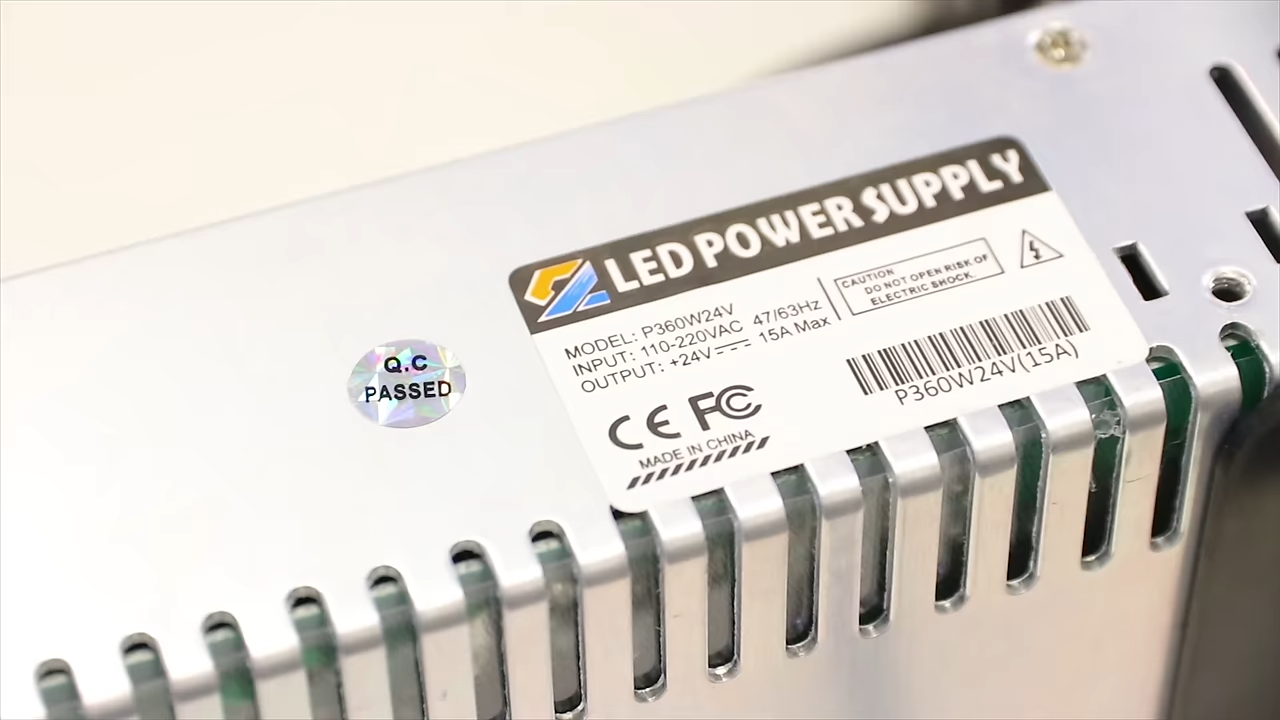 LED POWER SUPPLY
MODEL: P360W24V
INPUT: 110-220VAC 47/63Hz
OUTPUT: +24V⎓ 15A Max
CAUTION
DO NOT OPEN RISK OF
ELECTRIC SHOCK.
P360W24V(15A)
CE FC
MADE IN CHINA
Q.C
PASSED